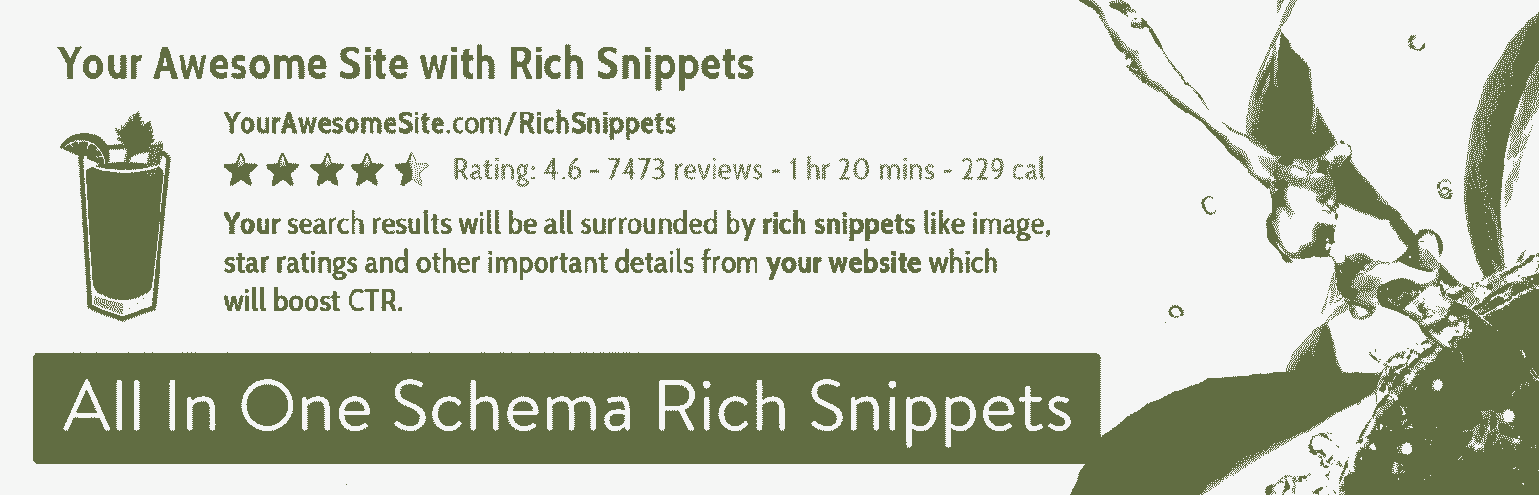 Your Awesome Site with Rich Snippets
YourAwesomeSite.com/RichSnippets
Rating: 4.6 - 7473 reviews - 1 hr 20 mins - 229 cal
Your search results will be all surrounded by rich snippets like image,
star ratings and other important details from your website which
will boost CTR.
All In One Schema Rich Snippets